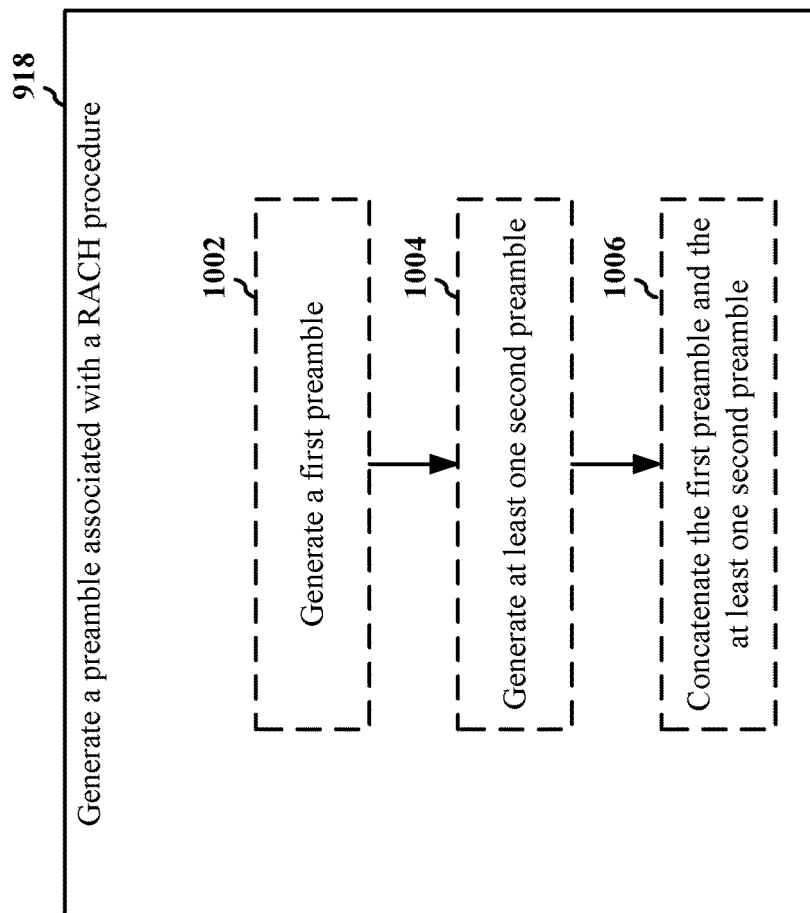 918
Generate a preamble associated with a RACH procedure
1002
Generate a first preamble
1004
Generate at least one second preamble
1006
Concatenate the first preamble and the
at least one second preamble